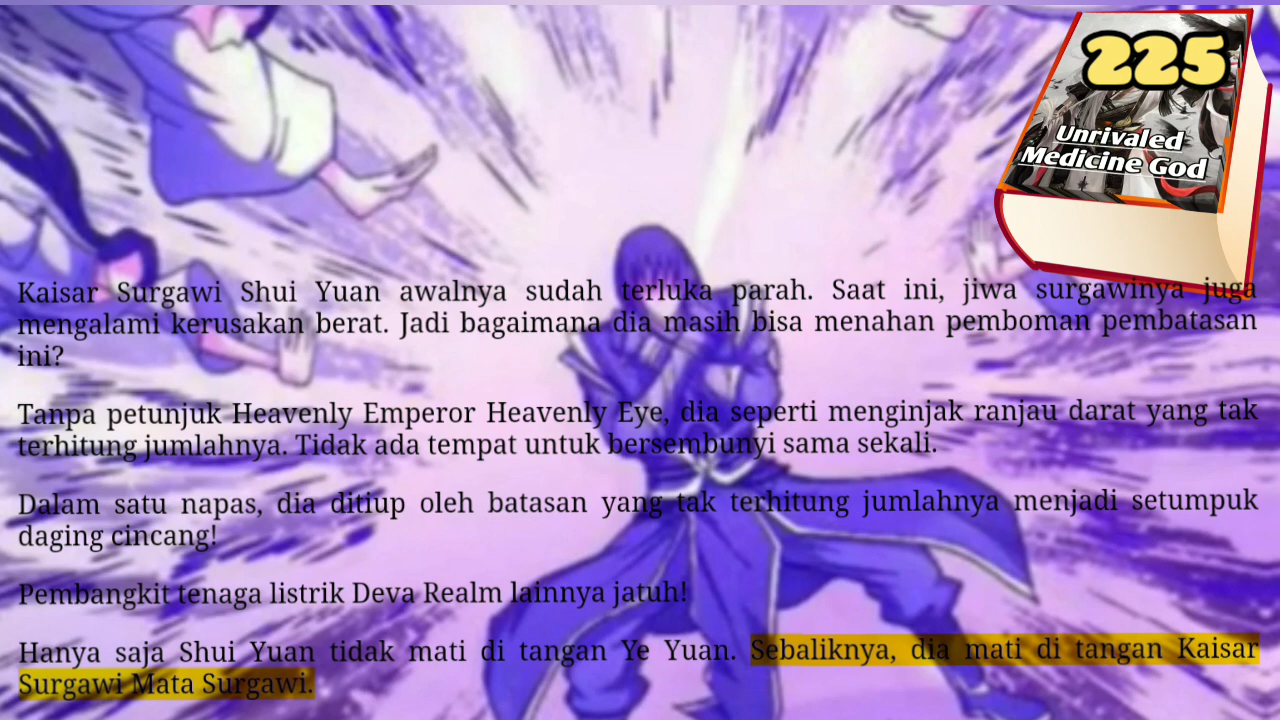 225
Unrivaled
Medicine God
Kaisar Surgawi Shui Yuan awalnya sudah terluka parah. Saat ini, jiwa surgawinya juga
mengalami kerusakan berat. Jadi bagaimana dia masih bisa menahan pemboman pembatasan
ini?
Tanpa petunjuk Heavenly Emperor Heavenly Eye, dia seperti menginjak ranjau darat yang tak
terhitung jumlahnya. Tidak ada tempat untuk bersembunyi sama sekali.
Dalam satu napas, dia ditiup oleh batasan yang tak terhitung jumlahnya menjadi setumpuk
daging cincang!
Pembangkit tenaga listrik Deva Realm lainnya jatuh!
Hanya saja Shui Yuan tidak mati di tangan Ye Yuan. Sebaliknya, dia mati di tangan Kaisar
Surgawi Mata Surgawi.